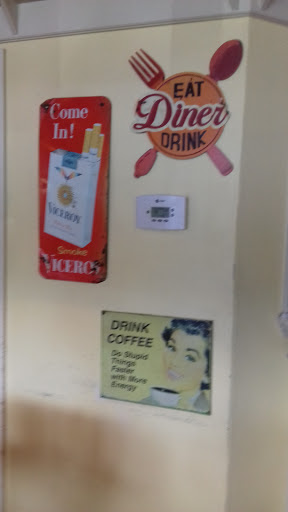 Come
In!
VICEROY
Smoke
VICEROY
EAT
Diner
DRINK
DRINK
COFFEE
Do Stupid
Things
Faster
with More
Energy